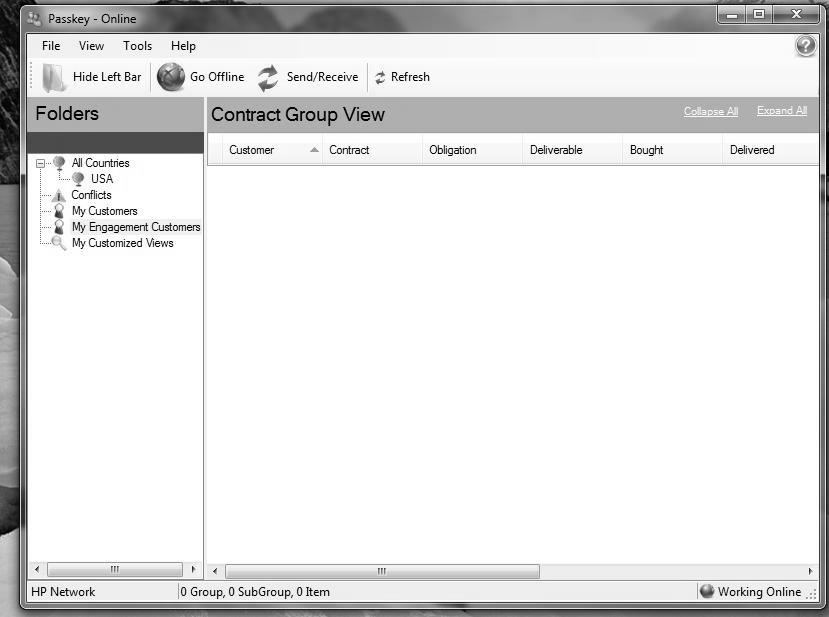 Passkey - Online
File View Tools Help
Hide Left Bar Go Offline Send/Receive Refresh
Folders
Contract Group View Collapse All Expand All
Customer Contract Obligation Deliverable Bought Delivered
All Countries
USA
Conflicts
My Customers
My Engagement Customers
My Customized Views
HP Network 0 Group, 0 SubGroup, 0 Item Working Online